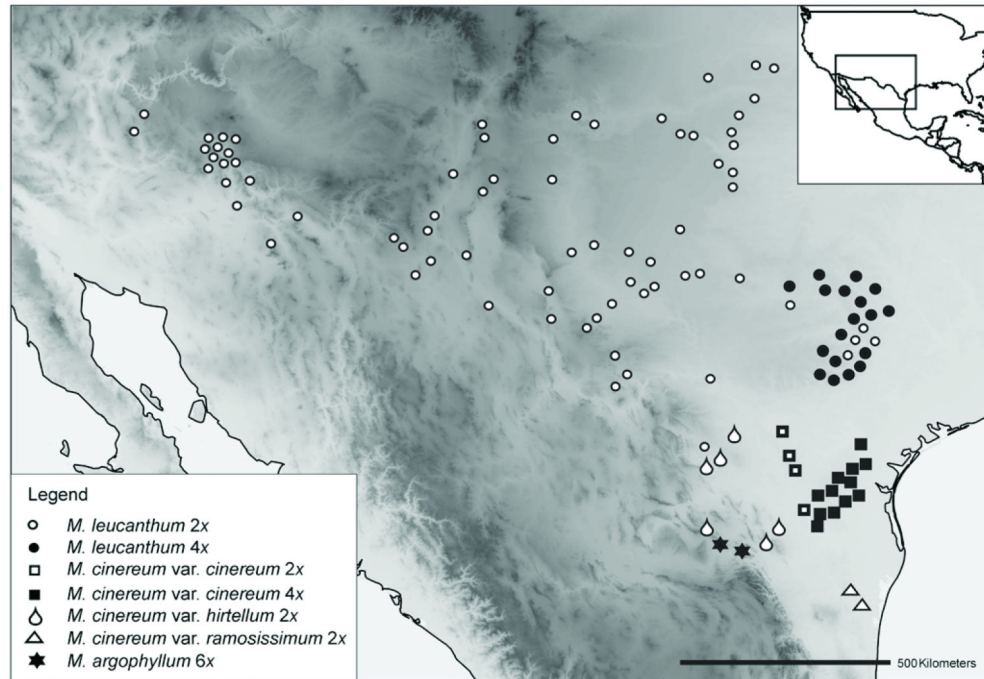 Legend
M. leucanthum 2x
M. leucanthum 4x
M. cinereum var. cinereum 2x
M. cinereum var. cinereum 4x
M. cinereum var. hirtellum 2x
M. cinereum var. ramosissimum 2x
M. argophyllum 6x
500 Kilometers